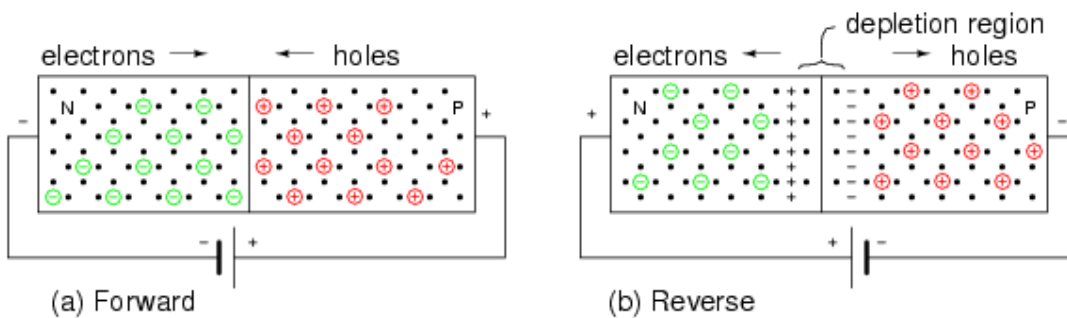 depletion region
electrons
holes
electrons
holes
N
P
N
P
−
+
+
−
−
+
+
−
(a) Forward
(b) Reverse